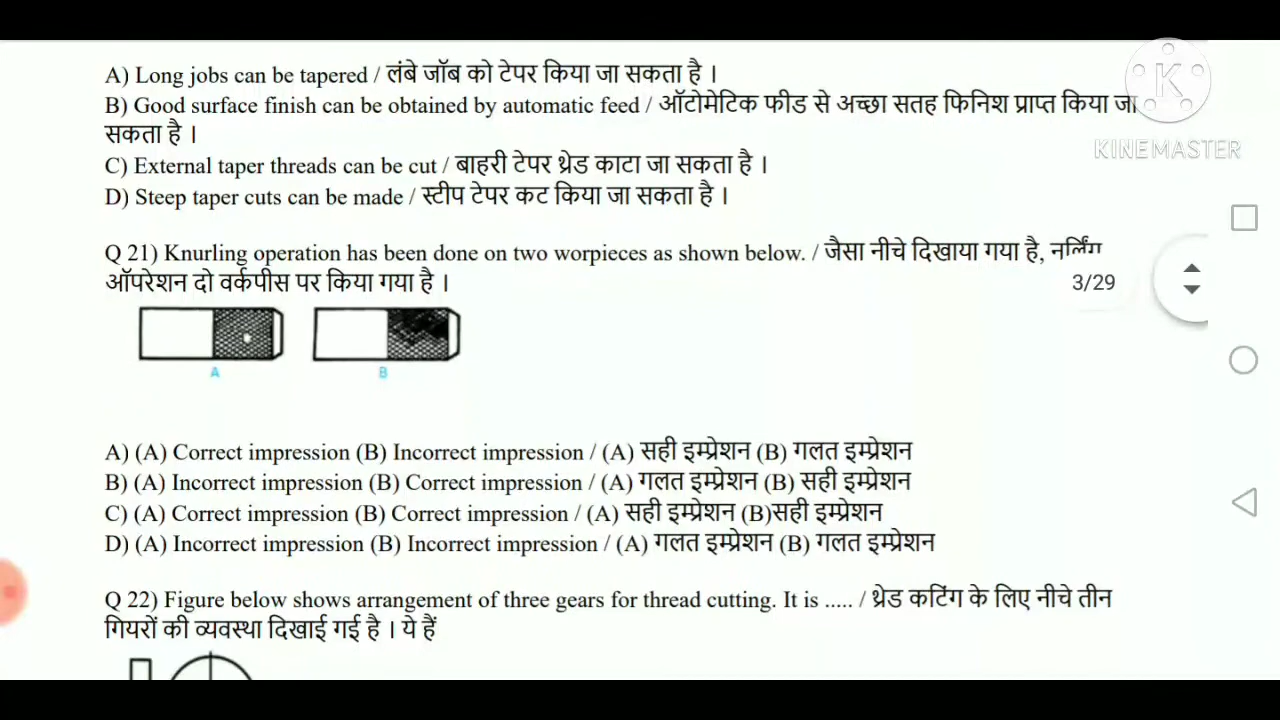 A) Long jobs can be tapered / लंबे जॉब को टेपर किया जा सकता है ।
B) Good surface finish can be obtained by automatic feed / ऑटोमेटिक फीड से अच्छा सतह फिनिश प्राप्त किया जा
सकता है ।
C) External taper threads can be cut / बाहरी टेपर थ्रेड काटा जा सकता है ।
D) Steep taper cuts can be made / स्टीप टेपर कट किया जा सकता है ।
K
KINEMASTER
Q 21) Knurling operation has been done on two worpieces as shown below. / जैसा नीचे दिखाया गया है, नर्लिंग
ऑपरेशन दो वर्कपीस पर किया गया है ।
3/29
A B
A) (A) Correct impression (B) Incorrect impression / (A) सही इम्प्रेशन (B) गलत इम्प्रेशन
B) (A) Incorrect impression (B) Correct impression / (A) गलत इम्प्रेशन (B) सही इम्प्रेशन
C) (A) Correct impression (B) Correct impression / (A) सही इम्प्रेशन (B)सही इम्प्रेशन
D) (A) Incorrect impression (B) Incorrect impression / (A) गलत इम्प्रेशन (B) गलत इम्प्रेशन
Q 22) Figure below shows arrangement of three gears for thread cutting. It is ..... / थ्रेड कटिंग के लिए नीचे तीन
गियरों की व्यवस्था दिखाई गई है । ये हैं